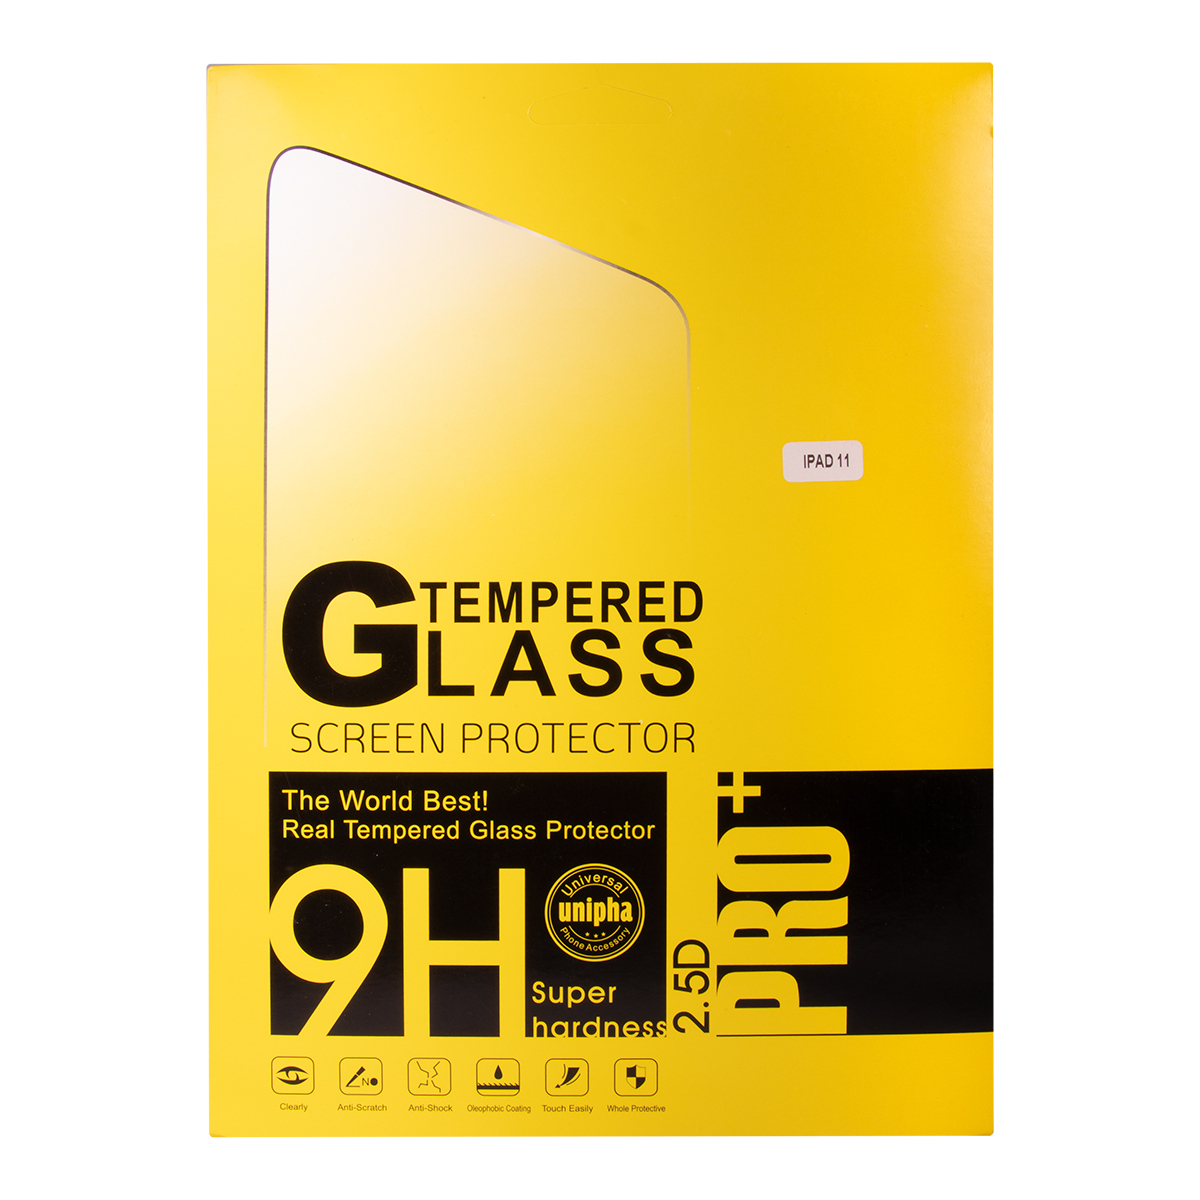 IPAD 11
TEMPERED
GLASS
SCREEN PROTECTOR
The World Best!
Real Tempered Glass Protector
9H
Universal
unipha
Phone Accessory
Super
hardness
2.5D
PRO+
NO
Clearly
Anti-Scratch
Anti-Shock
Oleophobic Coating
Touch Easily
Whole Protective